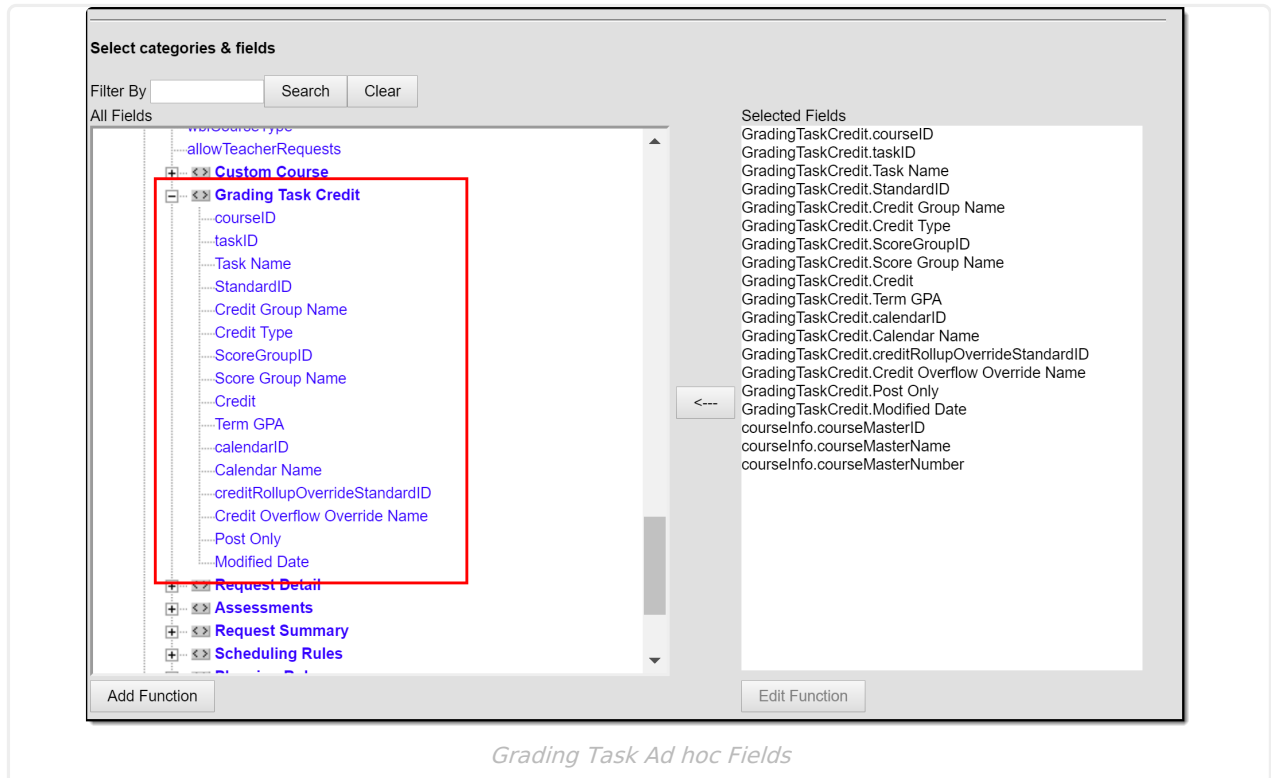 Select categories & fields
Filter By
Search
Clear
All Fields
allowTeacherRequests
Custom Course
Grading Task Credit
courseID
taskID
Task Name
StandardID
Credit Group Name
Credit Type
ScoreGroupID
Score Group Name
Credit
Term GPA
calendarID
Calendar Name
creditRollupOverrideStandardID
Credit Overflow Override Name
Post Only
Modified Date
Request Detail
Assessments
Request Summary
Scheduling Rules
Add Function
<---
Selected Fields
GradingTaskCredit.courseID
GradingTaskCredit.taskID
GradingTaskCredit.Task Name
GradingTaskCredit.StandardID
GradingTaskCredit.Credit Group Name
GradingTaskCredit.Credit Type
GradingTaskCredit.ScoreGroupID
GradingTaskCredit.Score Group Name
GradingTaskCredit.Credit
GradingTaskCredit.Term GPA
GradingTaskCredit.calendarID
GradingTaskCredit.Calendar Name
GradingTaskCredit.creditRollupOverrideStandardID
GradingTaskCredit.Credit Overflow Override Name
GradingTaskCredit.Post Only
GradingTaskCredit.Modified Date
courseInfo.courseMasterID
courseInfo.courseMasterName
courseInfo.courseMasterNumber
Edit Function
Grading Task Ad hoc Fields